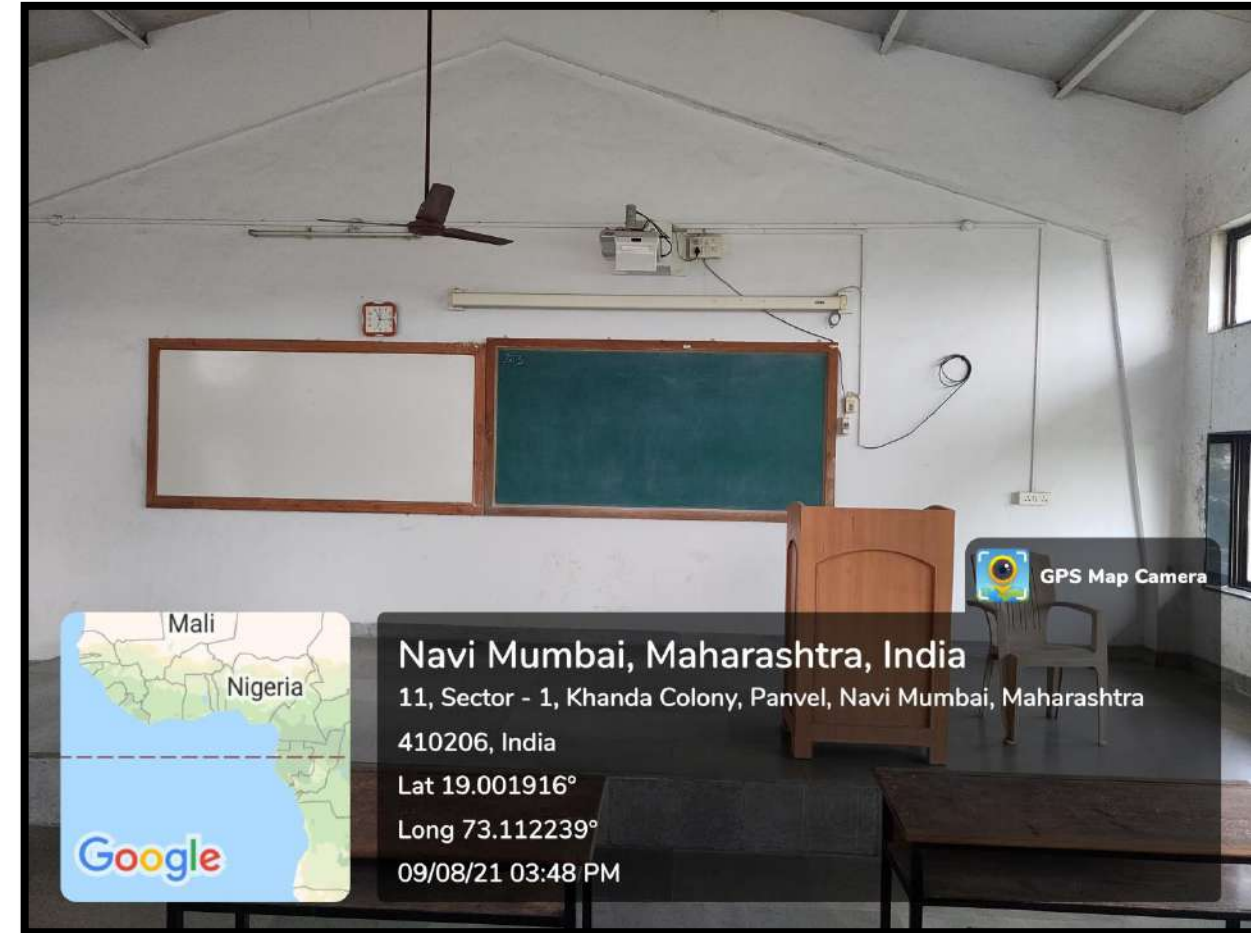 GPS Map Camera
Mali
Nigeria
Google
Navi Mumbai, Maharashtra, India
11, Sector - 1, Khanda Colony, Panvel, Navi Mumbai, Maharashtra
410206, India
Lat 19.001916°
Long 73.112239°
09/08/21 03:48 PM